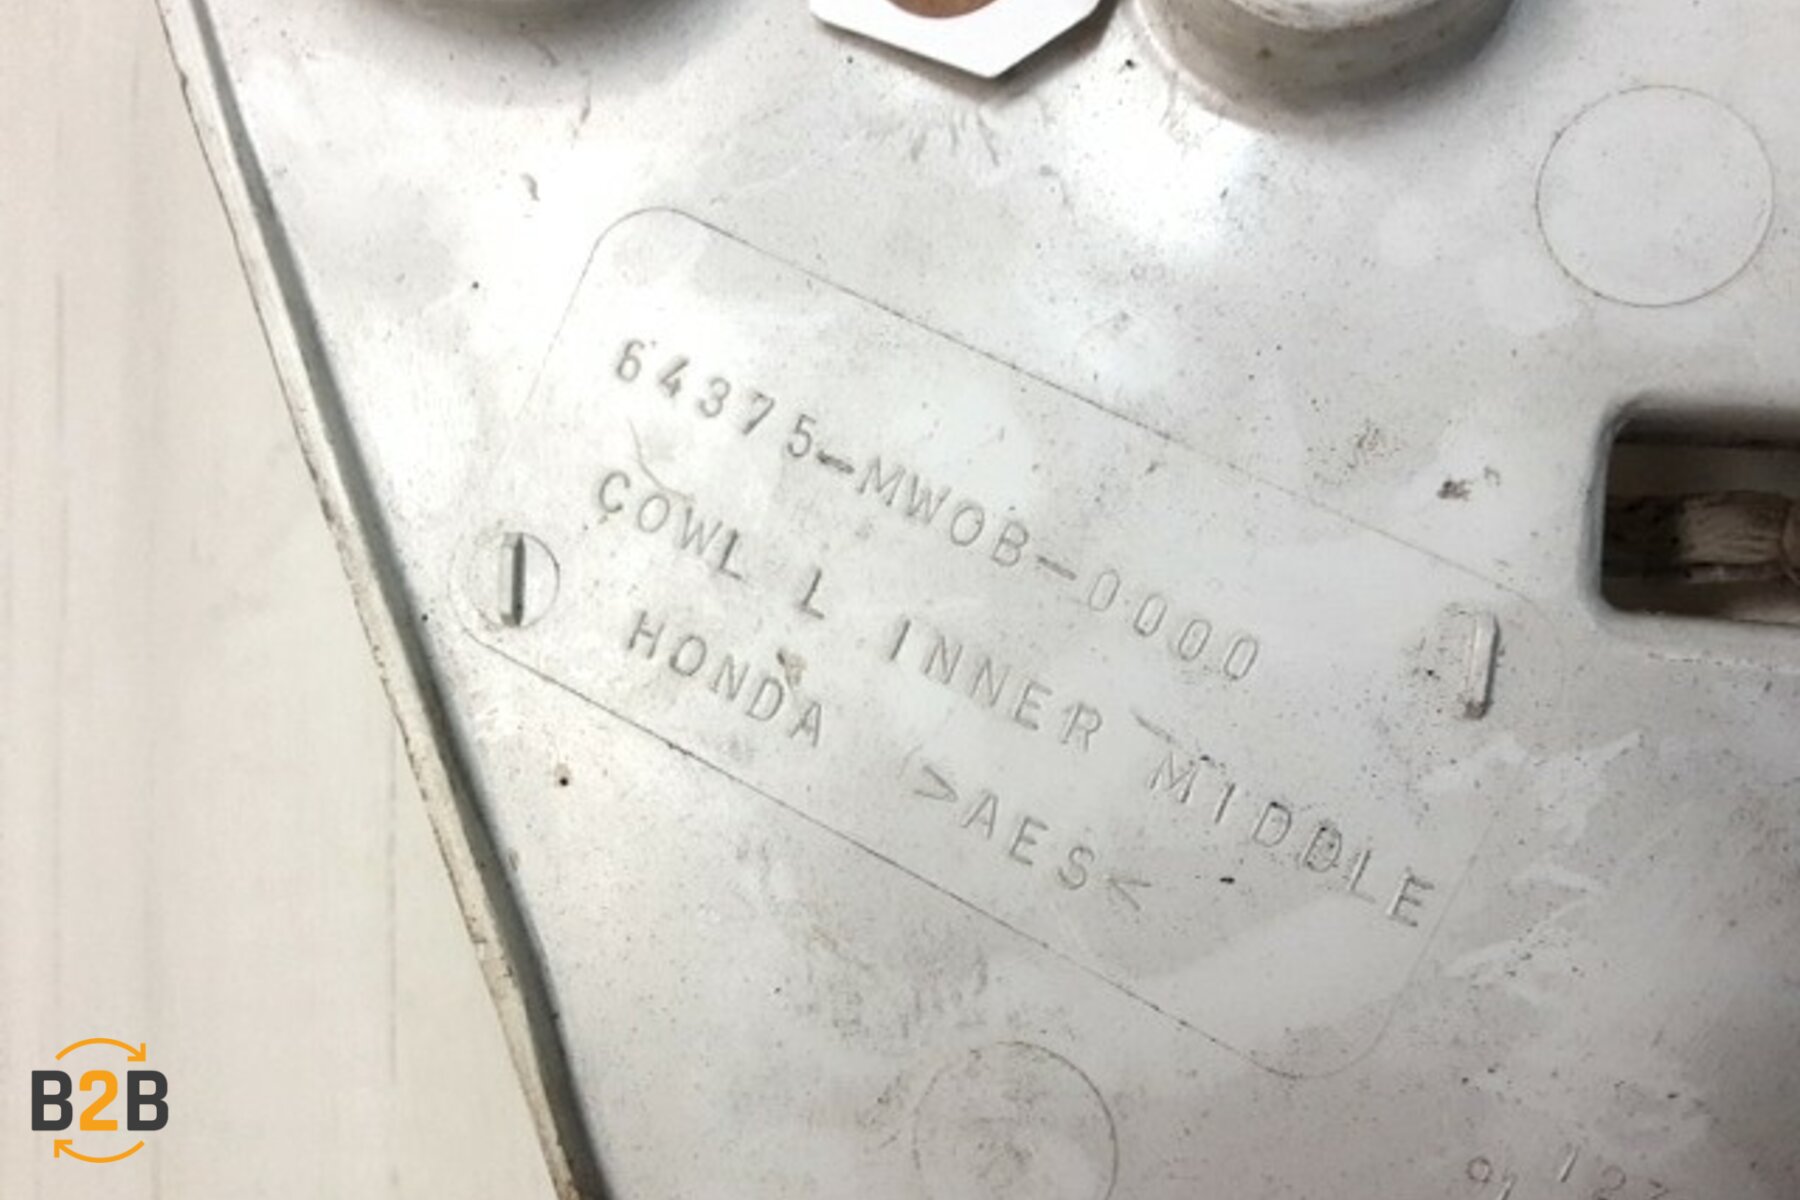 64375-MW0B-0000
COWL L INNER MIDDLE
HONDA >AES<
B2B